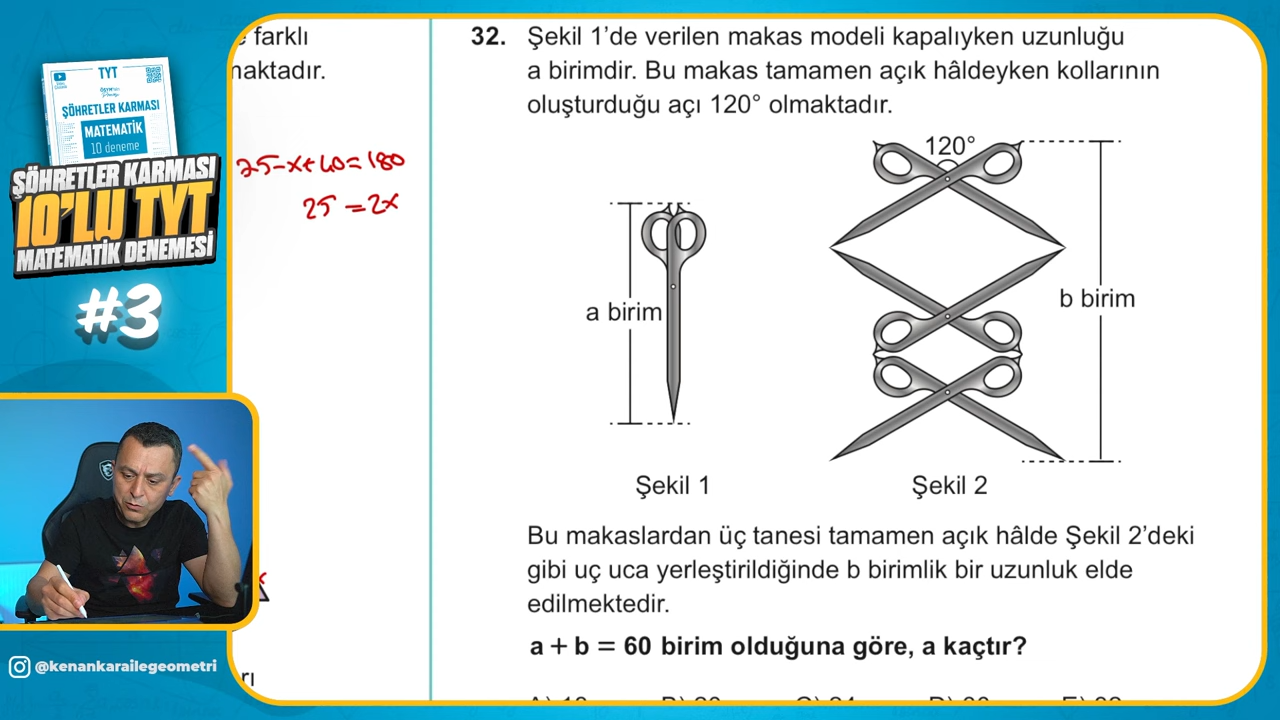 TYT
ŞÖHRETLER KARMASI
MATEMATİK
10 deneme
ŞÖHRETLER KARMASI
10'LU TYT
MATEMATİK DENEMESİ
#3
@kenankarailegeometri
farklı
maktadır.
25-x+40=180
25=2x
32. Şekil 1'de verilen makas modeli kapalıyken uzunluğu
a birimdir. Bu makas tamamen açık hâldeyken kollarının
oluşturduğu açı 120° olmaktadır.
120°
a birim
b birim
Şekil 1
Şekil 2
Bu makaslardan üç tanesi tamamen açık hâlde Şekil 2'deki
gibi uç uca yerleştirildiğinde b birimlik bir uzunluk elde
edilmektedir.
a + b = 60 birim olduğuna göre, a kaçtır?